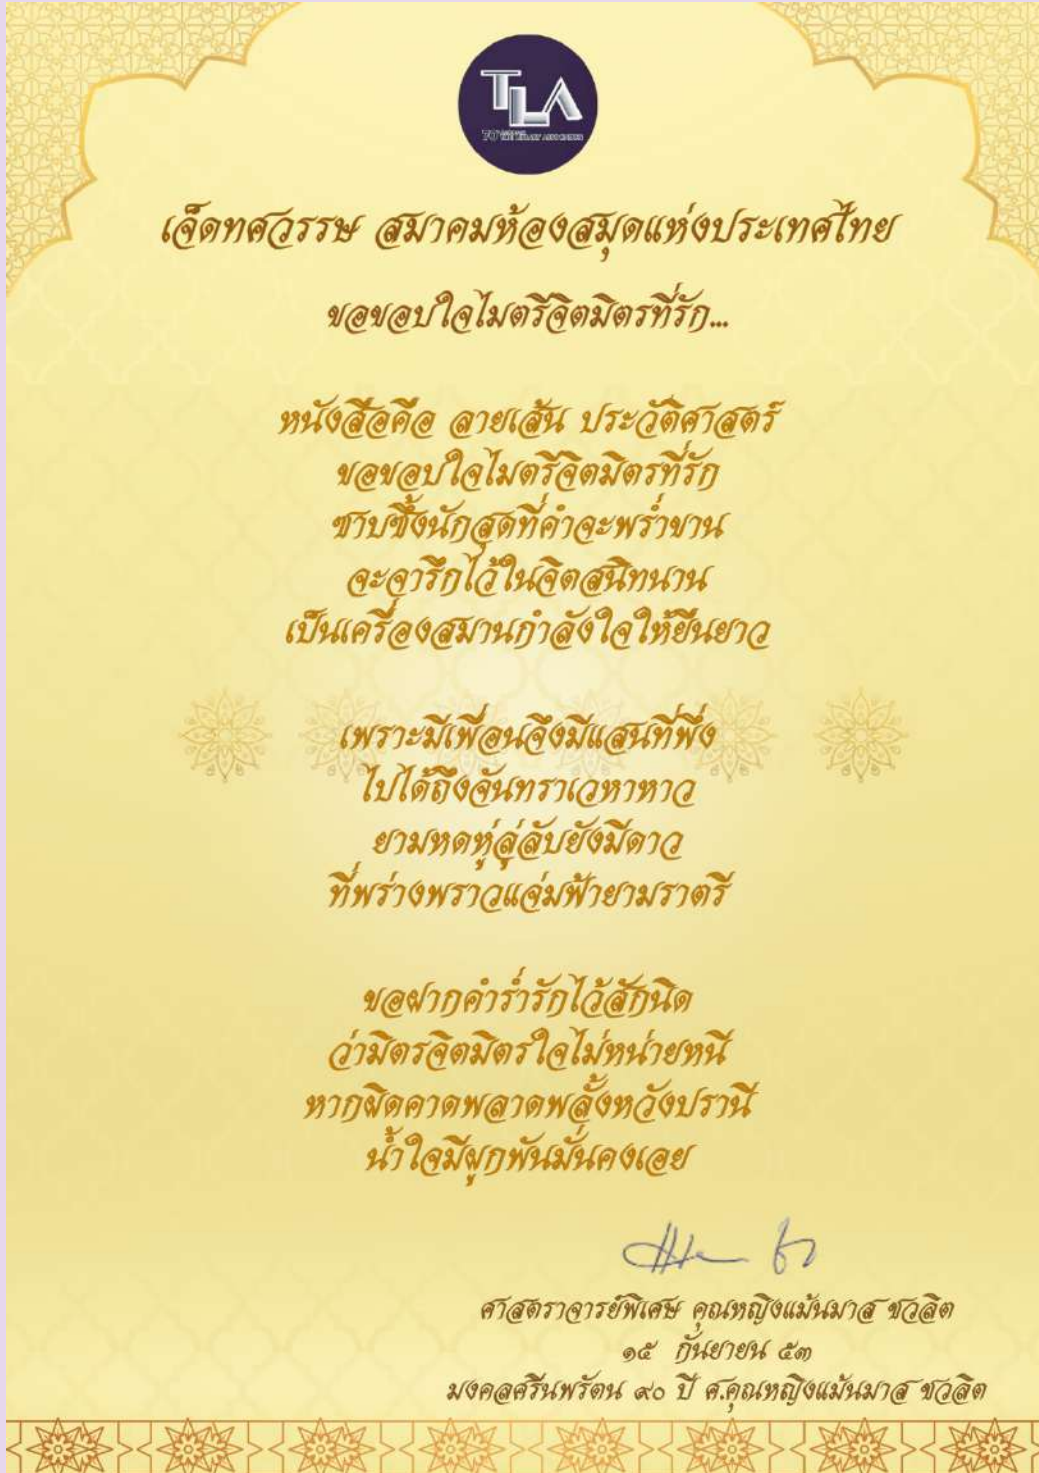 TLA
เจ็ดทศวรรษ สมาคมห้องสมุดแห่งประเทศไทย
ขอขอบใจไมตรีจิตมิตรที่รัก...
หนังสือคือ ลายเส้น ประวัติศาสตร์
ขอขอบใจไมตรีจิตมิตรที่รัก
ซาบซึ้งนักสุดที่คำจะพร่ำขาน
จะจารึกไว้ในจิตสนิทนาน
เป็นเครื่องสมานกำลังใจให้ยืนยาว
เพราะมีเพื่อนจึงมีแสนที่พึ่ง
ไปได้ถึงจันทราเวหาหาว
ยามหดหู่ลู่ลับยังมีดาว
ที่พร่างพราวแจ่มฟ้ายามราตรี
ขอฝากคำร่ำรักไว้สักนิด
ว่ามิตรจิตมิตรใจไม่หน่ายหนี
หากผิดคาดพลาดพลั้งหวังปรานี
น้ำใจมีผูกพันมั่นคงเอย
ศาสตราจารย์พิเศษ คุณหญิงแม้นมาส ชวลิต
๑๕ กันยายน ๕๓
มงคลศรีนพรัตน ๙๐ ปี ศ.คุณหญิงแม้นมาส ชวลิต